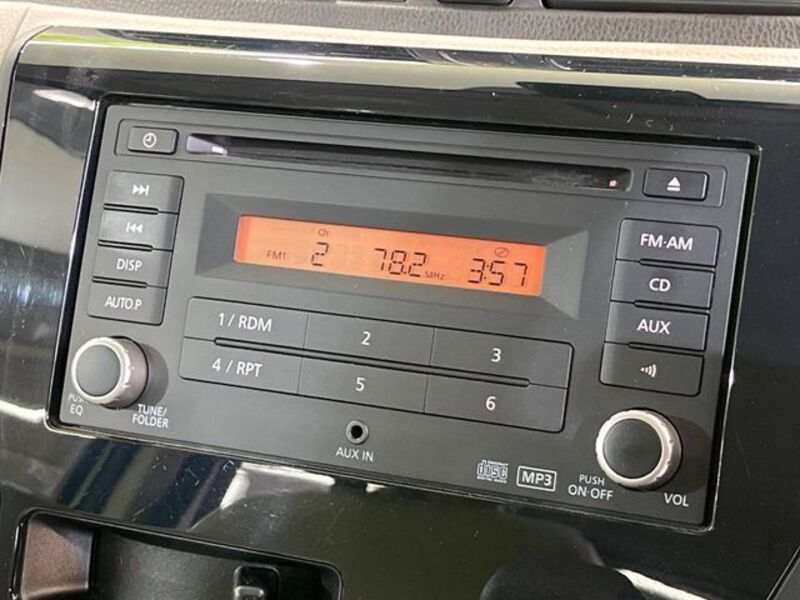 DISP
AUTO.P
PUSH
EQ
TUNE/
FOLDER
Ch
FM1 2 78.2 MHz 3:57
1 / RDM 2 3
4 / RPT 5 6
AUX IN
FM·AM
CD
AUX
disc
MP3
PUSH
ON·OFF
VOL